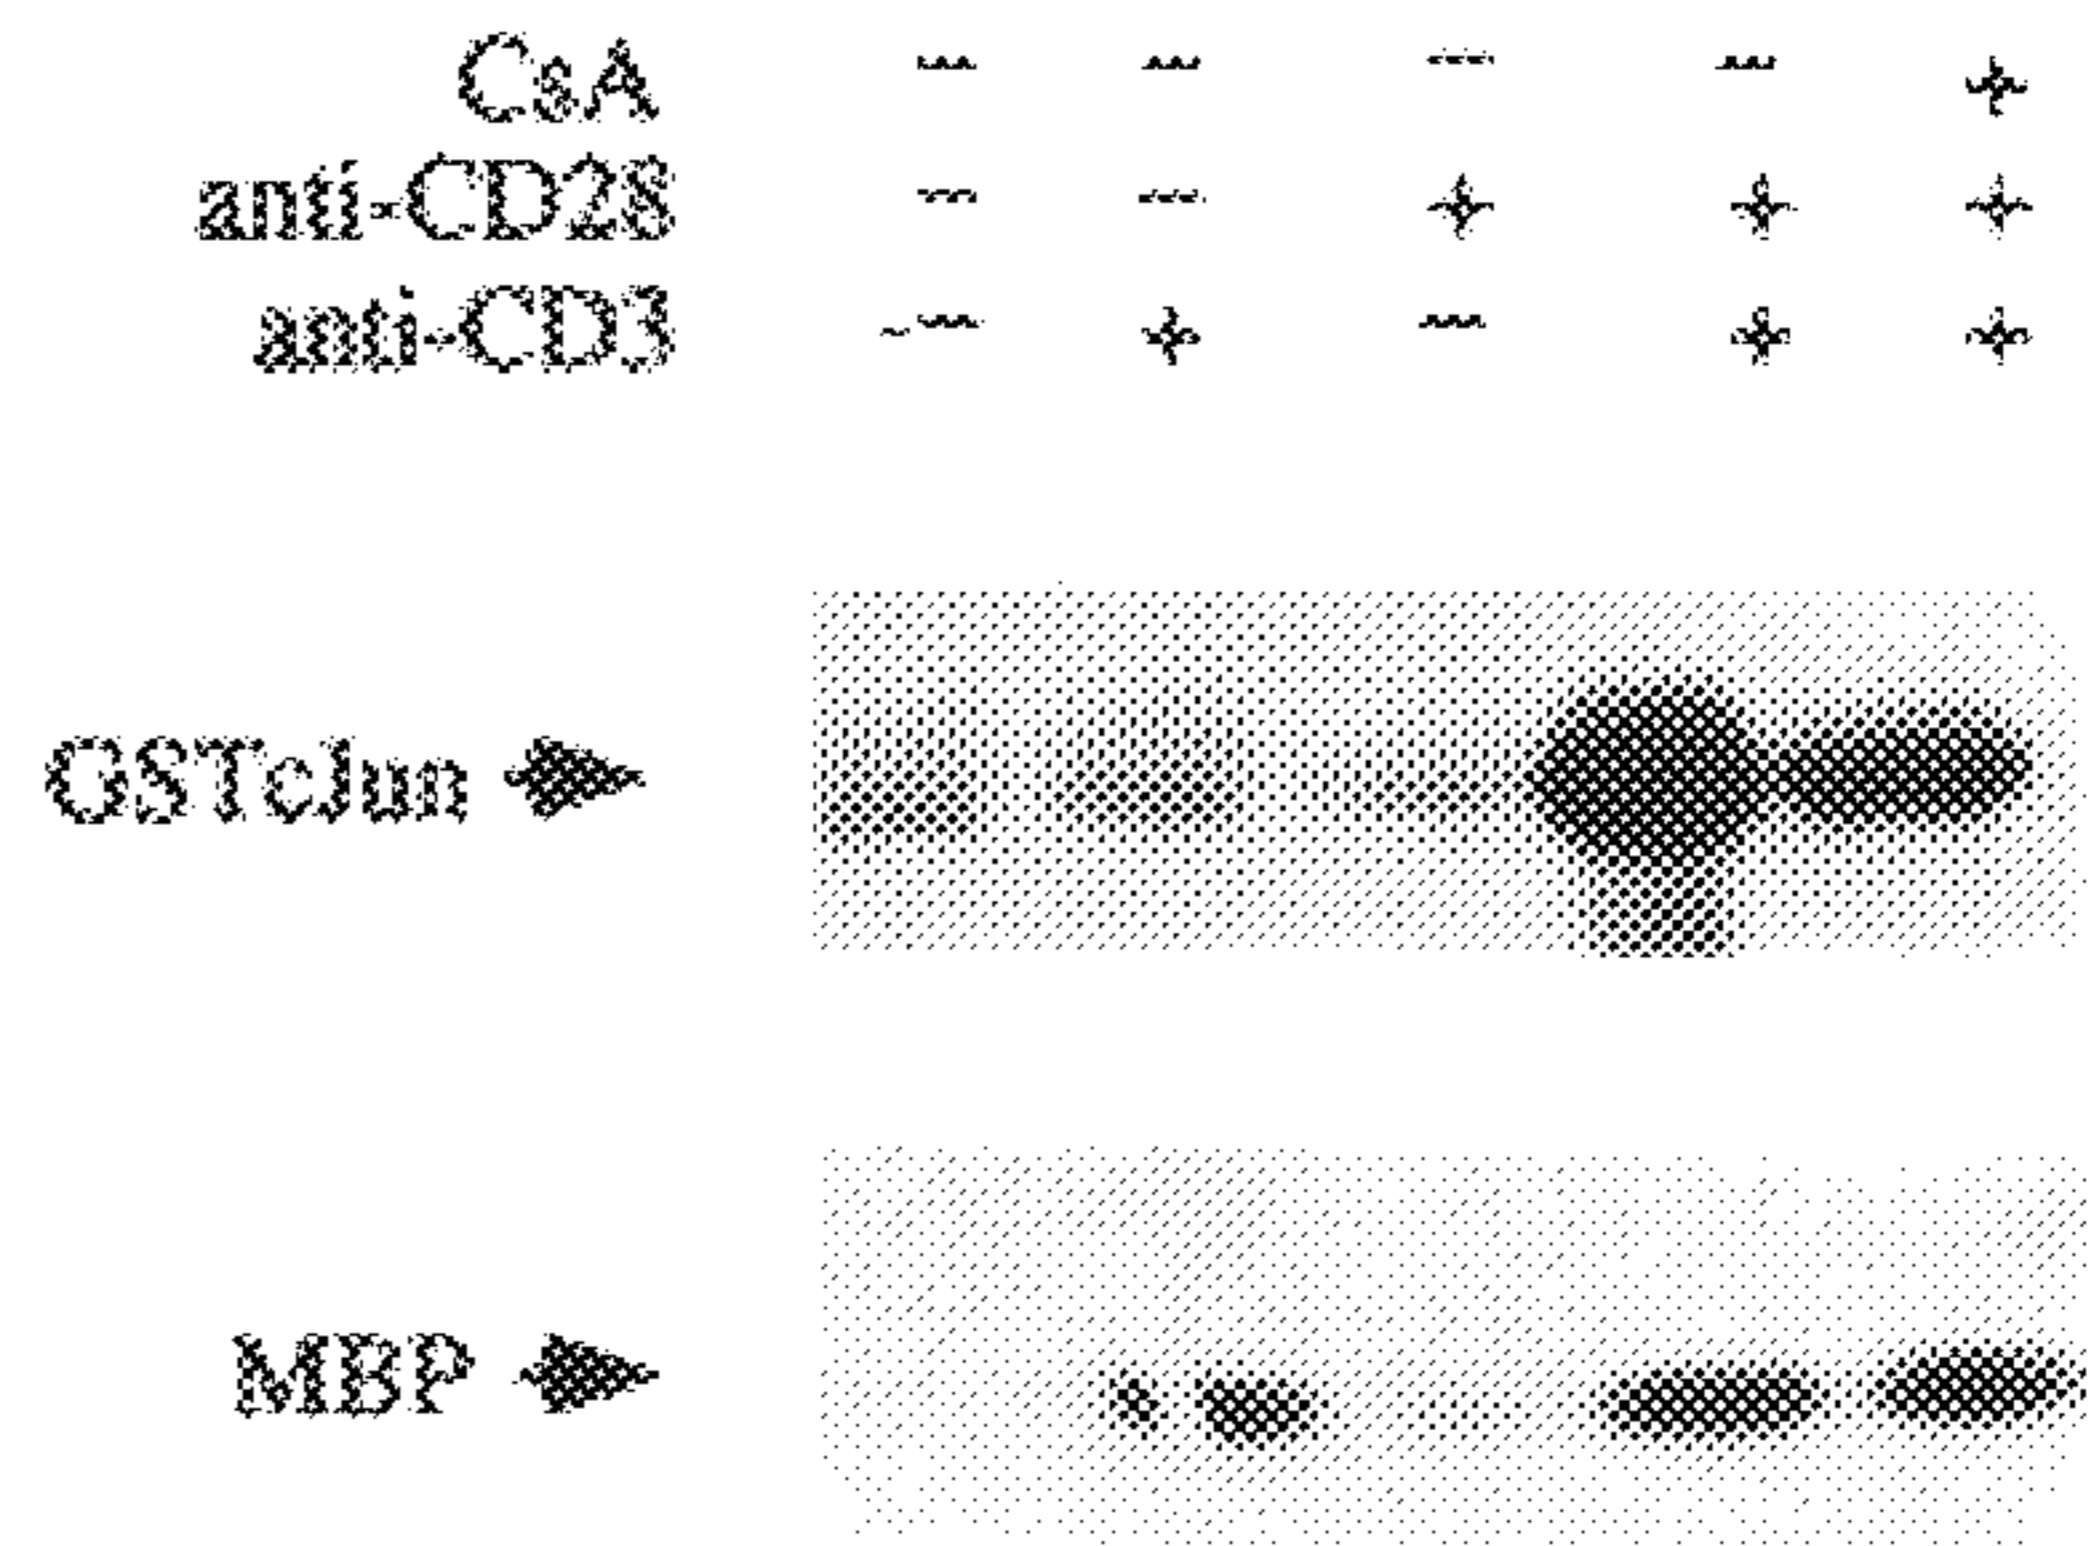 CsA - - - - +
anti-CD28 - - + + +
anti-CD3 - + - + +
GSTcJun
MBP